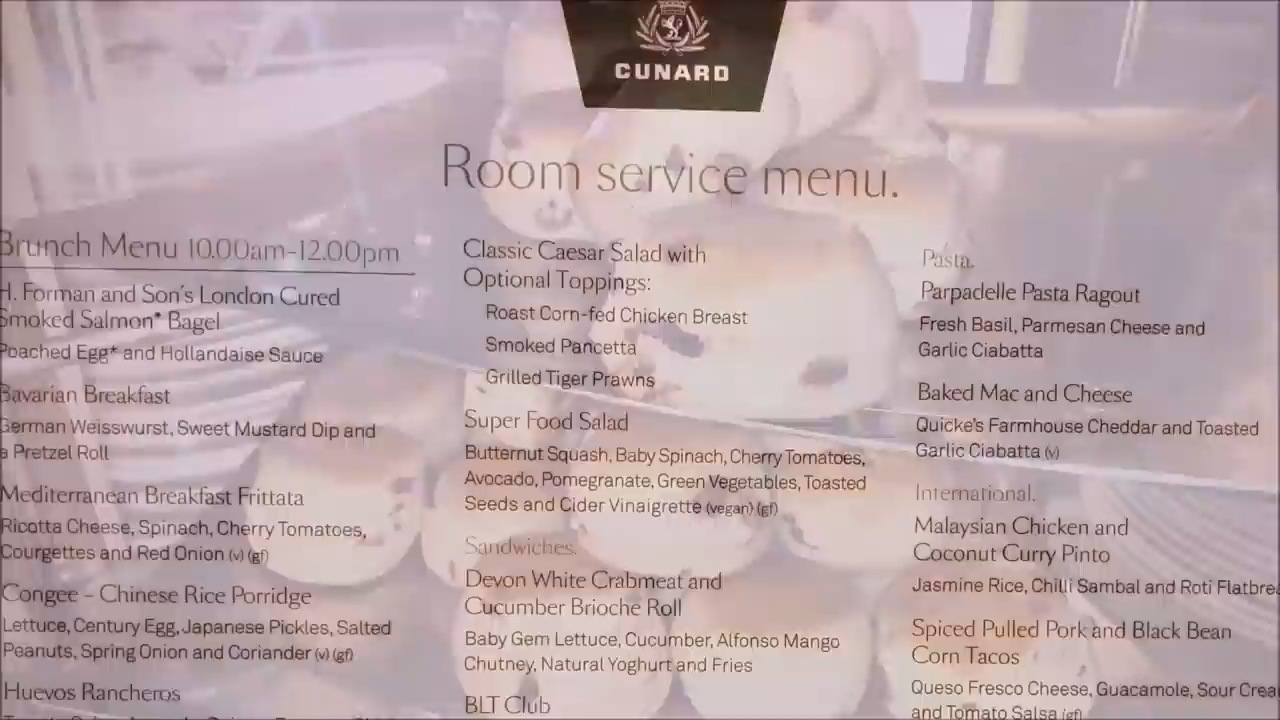 CUNARD
Room service menu.
Brunch Menu 10.00am-12.00pm
H. Forman and Son's London Cured
Smoked Salmon* Bagel
Poached Egg* and Hollandaise Sauce
Bavarian Breakfast
German Weisswurst, Sweet Mustard Dip and
a Pretzel Roll
Mediterranean Breakfast Frittata
Ricotta Cheese, Spinach, Cherry Tomatoes,
Courgettes and Red Onion (v) (gf)
Congee - Chinese Rice Porridge
Lettuce, Century Egg, Japanese Pickles, Salted
Peanuts, Spring Onion and Coriander (v) (gf)
Huevos Rancheros
Classic Caesar Salad with
Optional Toppings:
Roast Corn-fed Chicken Breast
Smoked Pancetta
Grilled Tiger Prawns
Super Food Salad
Butternut Squash, Baby Spinach, Cherry Tomatoes,
Avocado, Pomegranate, Green Vegetables, Toasted
Seeds and Cider Vinaigrette (vegan) (gf)
Sandwiches.
Devon White Crabmeat and
Cucumber Brioche Roll
Baby Gem Lettuce, Cucumber, Alfonso Mango
Chutney, Natural Yoghurt and Fries
BLT Club
Pasta.
Parpadelle Pasta Ragout
Fresh Basil, Parmesan Cheese and
Garlic Ciabatta
Baked Mac and Cheese
Quicke's Farmhouse Cheddar and Toasted
Garlic Ciabatta (v)
International.
Malaysian Chicken and
Coconut Curry Pinto
Jasmine Rice, Chilli Sambal and Roti Flatbrea
Spiced Pulled Pork and Black Bean
Corn Tacos
Queso Fresco Cheese, Guacamole, Sour Crea
and Tomato Salsa (gf)